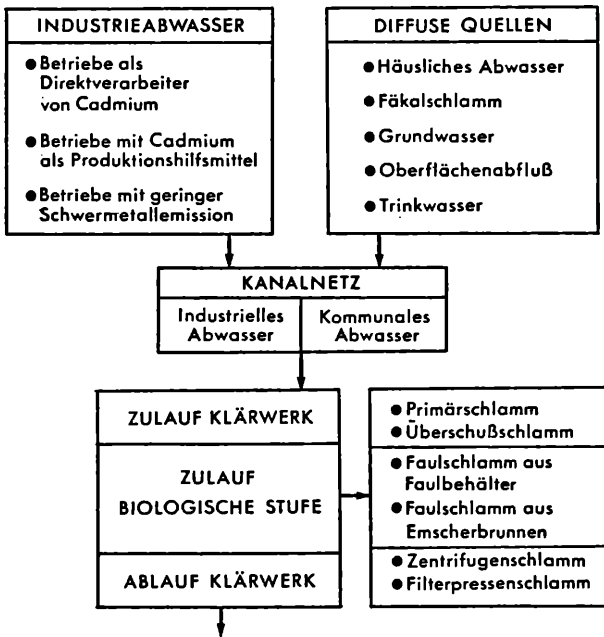 INDUSTRIEABWASSER
● Betriebe als
Direktverarbeiter
von Cadmium
● Betriebe mit Cadmium
als Produktionshilfsmittel
● Betriebe mit geringer
Schwermetallemission
DIFFUSE QUELLEN
● Häusliches Abwasser
● Fäkalschlamm
● Grundwasser
● Oberflächenabfluß
● Trinkwasser
KANALNETZ
Industrielles
Abwasser
Kommunales
Abwasser
ZULAUF KLÄRWERK
ZULAUF
BIOLOGISCHE STUFE
ABLAUF KLÄRWERK
● Primärschlamm
● Überschußschlamm
● Faulschlamm aus
Faulbehälter
● Faulschlamm aus
Emscherbrunnen
● Zentrifugenschlamm
● Filterpressenschlamm